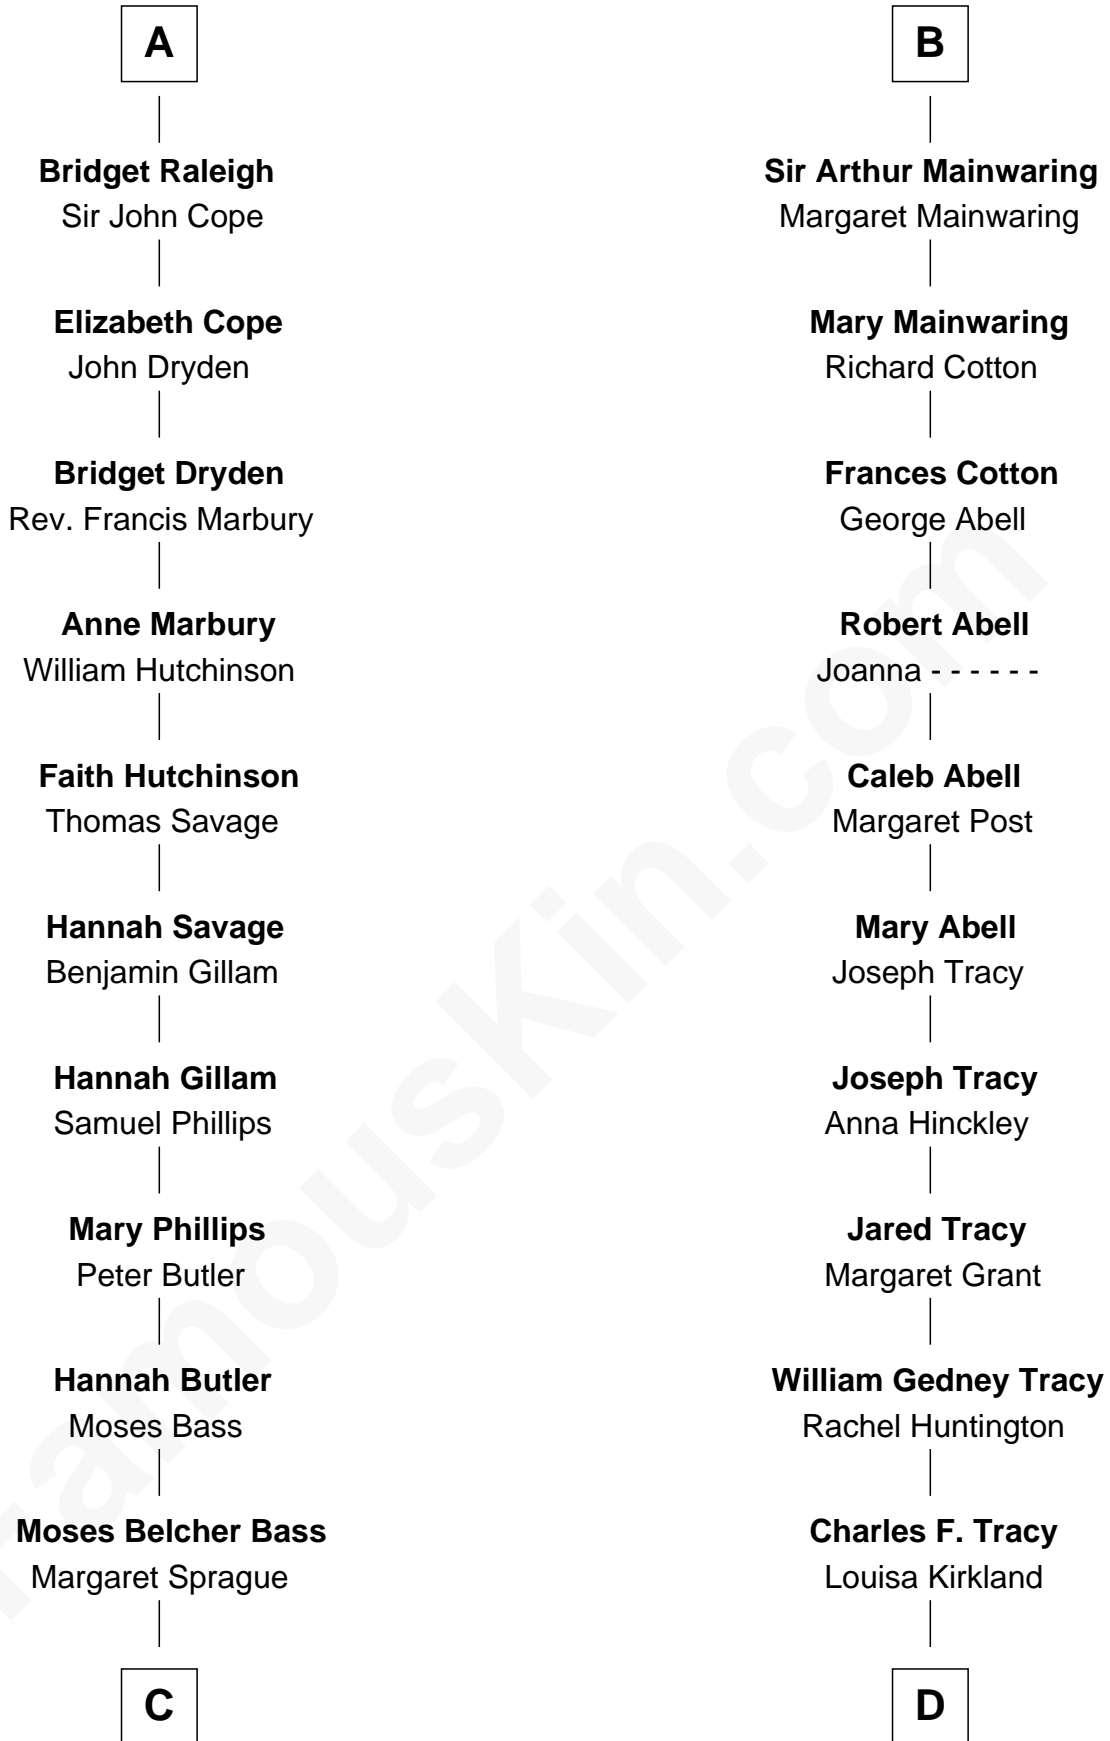 A
Bridget Raleigh
Sir John Cope
Elizabeth Cope
John Dryden
Bridget Dryden
Rev. Francis Marbury
Anne Marbury
William Hutchinson
Faith Hutchinson
Thomas Savage
Hannah Savage
Benjamin Gillam
Hannah Gillam
Samuel Phillips
Mary Phillips
Peter Butler
Hannah Butler
Moses Bass
Moses Belcher Bass
Margaret Sprague
C
B
Sir Arthur Mainwaring
Margaret Mainwaring
Mary Mainwaring
Richard Cotton
Frances Cotton
George Abell
Robert Abell
Joanna - - - - - -
Caleb Abell
Margaret Post
Mary Abell
Joseph Tracy
Joseph Tracy
Anna Hinckley
Jared Tracy
Margaret Grant
William Gedney Tracy
Rachel Huntington
Charles F. Tracy
Louisa Kirkland
D
famouskin.com